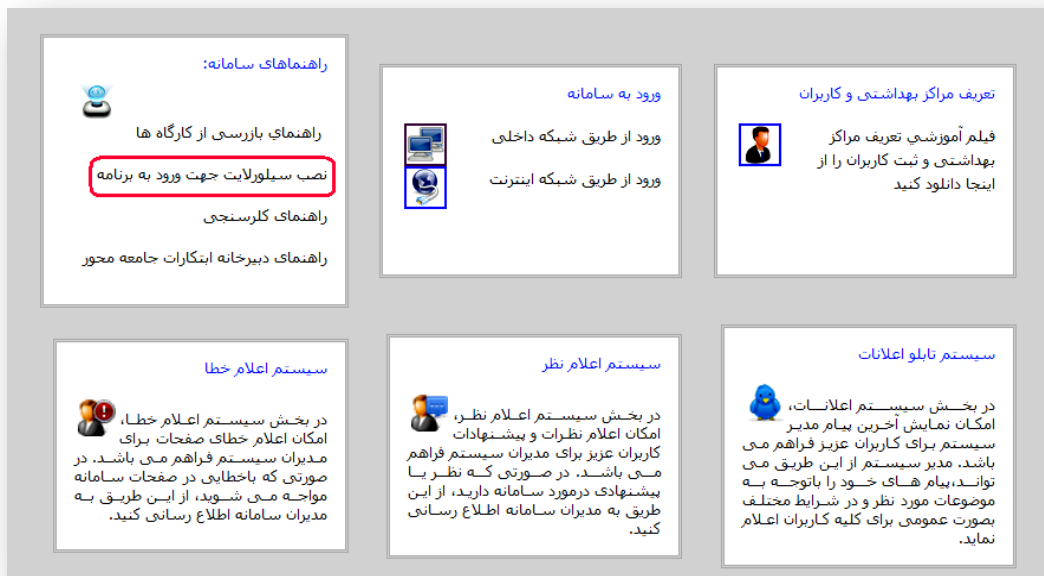 تعریف مراکز بهداشتی و کاربران
فیلم آموزشي تعریف مراکز
بهداشتی و ثبت کاربران را از
اینجا دانلود کنید
ورود به سامانه
ورود از طریق شبکه داخلی
ورود از طریق شبکه اینترنت
راهنماهای سامانه:
راهنماي بازرسی از کارگاه ها
نصب سیلورلایت جهت ورود به برنامه
راهنمای کلرسنجی
راهنمای دبیرخانه ابتکارات جامعه محور
سیستم تابلو اعلانات
در بخش سیستم اعلانات،
امکان نمایش آخرین پیام مدیر
سیستم برای کاربران عزیز فراهم می
باشد. مدیر سیستم از این طریق می
تواند،پیام های خود را باتوجه به
موضوعات مورد نظر و در شرایط مختلف
بصورت عمومی برای کلیه کاربران اعلام
نماید.
سیستم اعلام نظر
در بخش سیستم اعلام نظر،
امکان اعلام نظرات و پیشنهادات
کاربران عزیز برای مدیران سیستم فراهم
می باشد. در صورتی که نظر یا
پیشنهادی درمورد سامانه دارید، از این
طریق به مدیران سامانه اطلاع رسانی
کنید.
سیستم اعلام خطا
در بخش سیستم اعلام خطا،
امکان اعلام خطای صفحات برای
مدیران سیستم فراهم می باشد. در
صورتی که باخطایی در صفحات سامانه
مواجه می شوید، از این طریق به
مدیران سامانه اطلاع رسانی کنید.